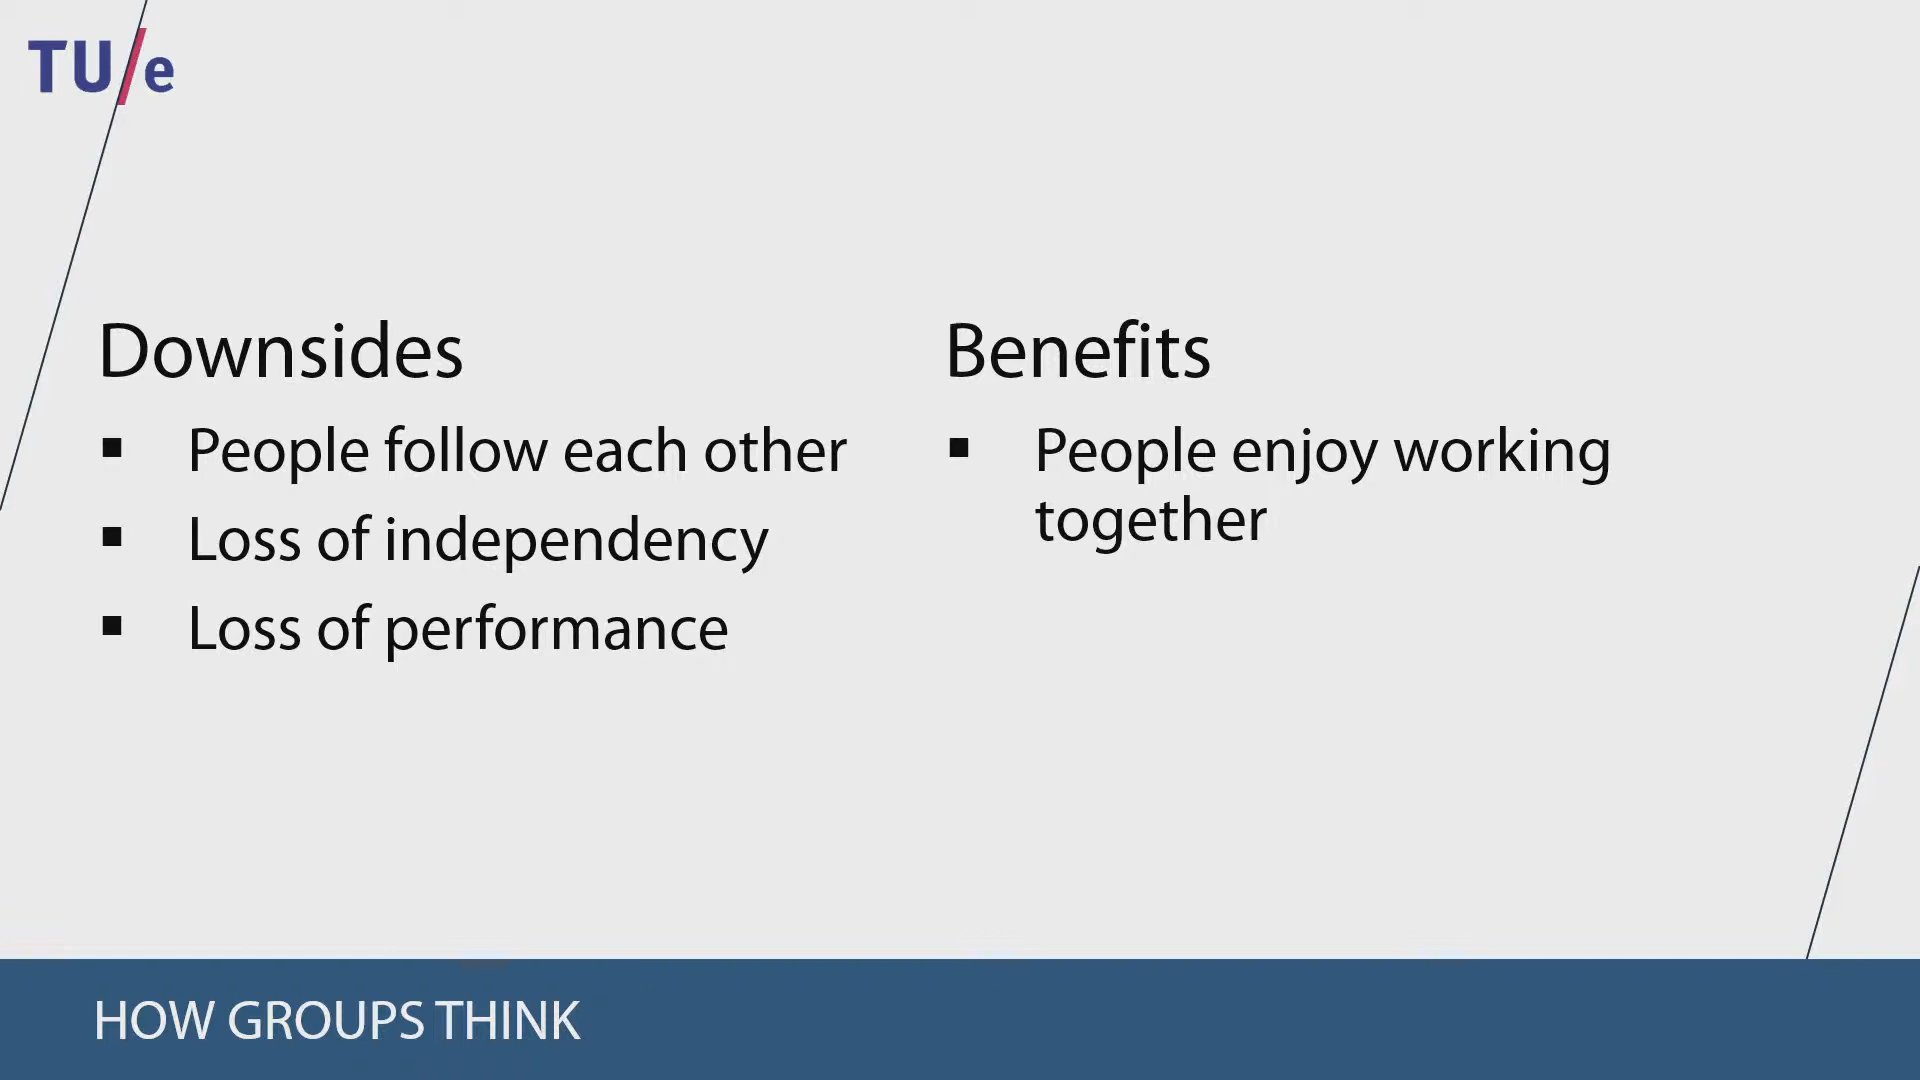 TU/e
Downsides
▪ People follow each other
▪ Loss of independency
▪ Loss of performance
Benefits
▪ People enjoy working
together
HOW GROUPS THINK